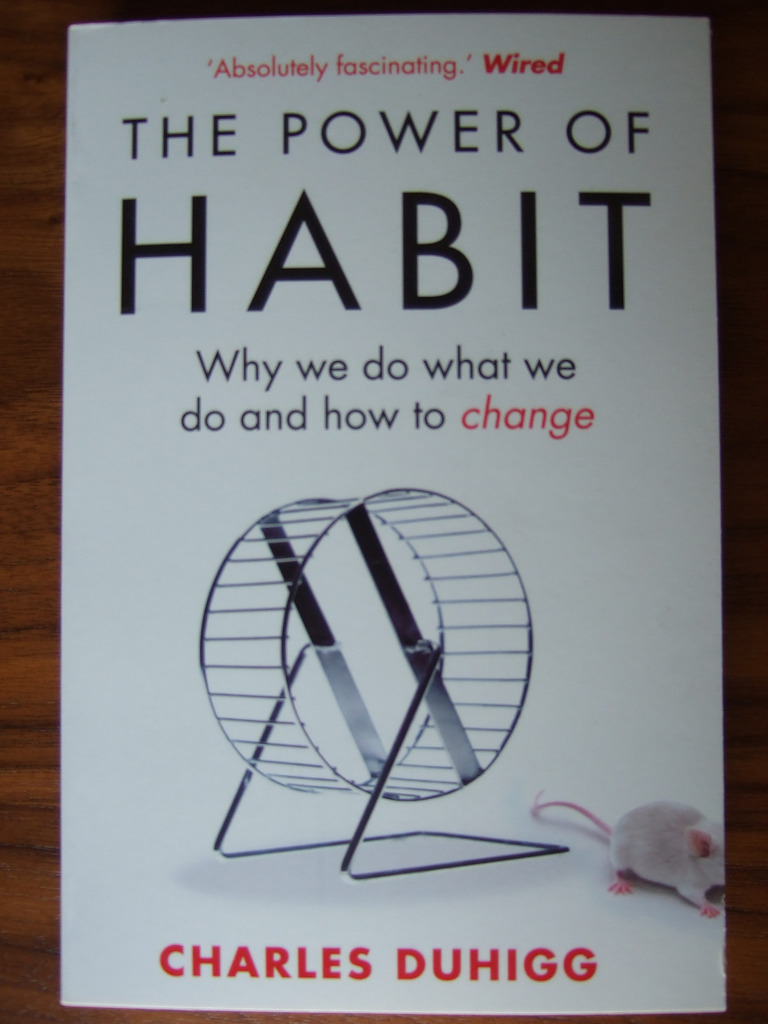 'Absolutely fascinating.' Wired
THE POWER OF
HABIT
Why we do what we
do and how to change
CHARLES DUHIGG